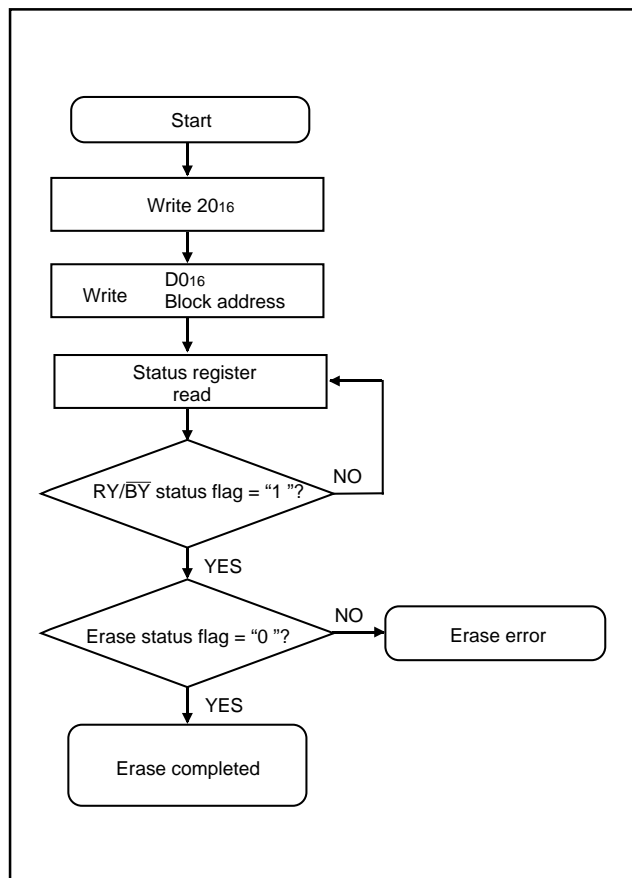 Start
Write 2016
Write D016
Block address
Status register
read
RY/BY status flag = “1 ”?
NO
YES
Erase status flag = “0 ”?
NO
Erase error
YES
Erase completed